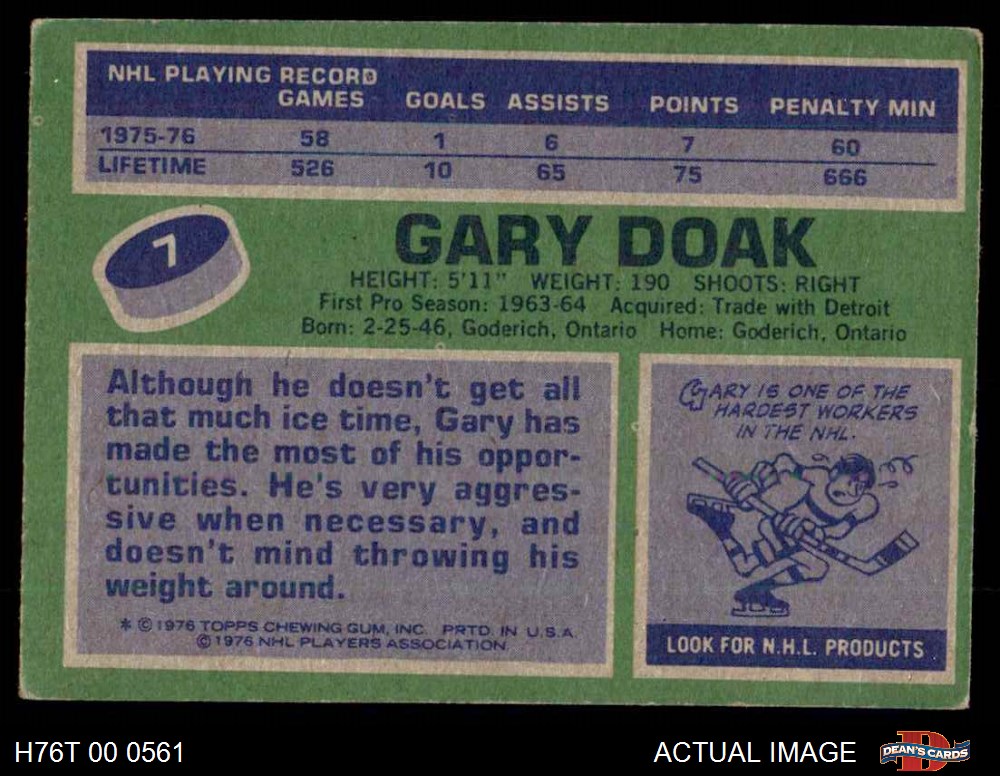 NHL PLAYING RECORD
GAMES GOALS ASSISTS POINTS PENALTY MIN
1975-76 58 1 6 7 60
LIFETIME 526 10 65 75 666
7
GARY DOAK
HEIGHT: 5'11" WEIGHT: 190 SHOOTS: RIGHT
First Pro Season: 1963-64 Acquired: Trade with Detroit
Born: 2-25-46, Goderich, Ontario Home: Goderich, Ontario
Although he doesn't get all
that much ice time, Gary has
made the most of his oppor-
tunities. He's very aggres-
sive when necessary, and
doesn't mind throwing his
weight around.
* © 1976 TOPPS CHEWING GUM, INC. PRTD. IN U.S.A.
© 1976 NHL PLAYERS ASSOCIATION
GARY IS ONE OF THE
HARDEST WORKERS
IN THE NHL.
LOOK FOR N.H.L. PRODUCTS
H76T 00 0561
ACTUAL IMAGE
D
DEAN'S CARDS